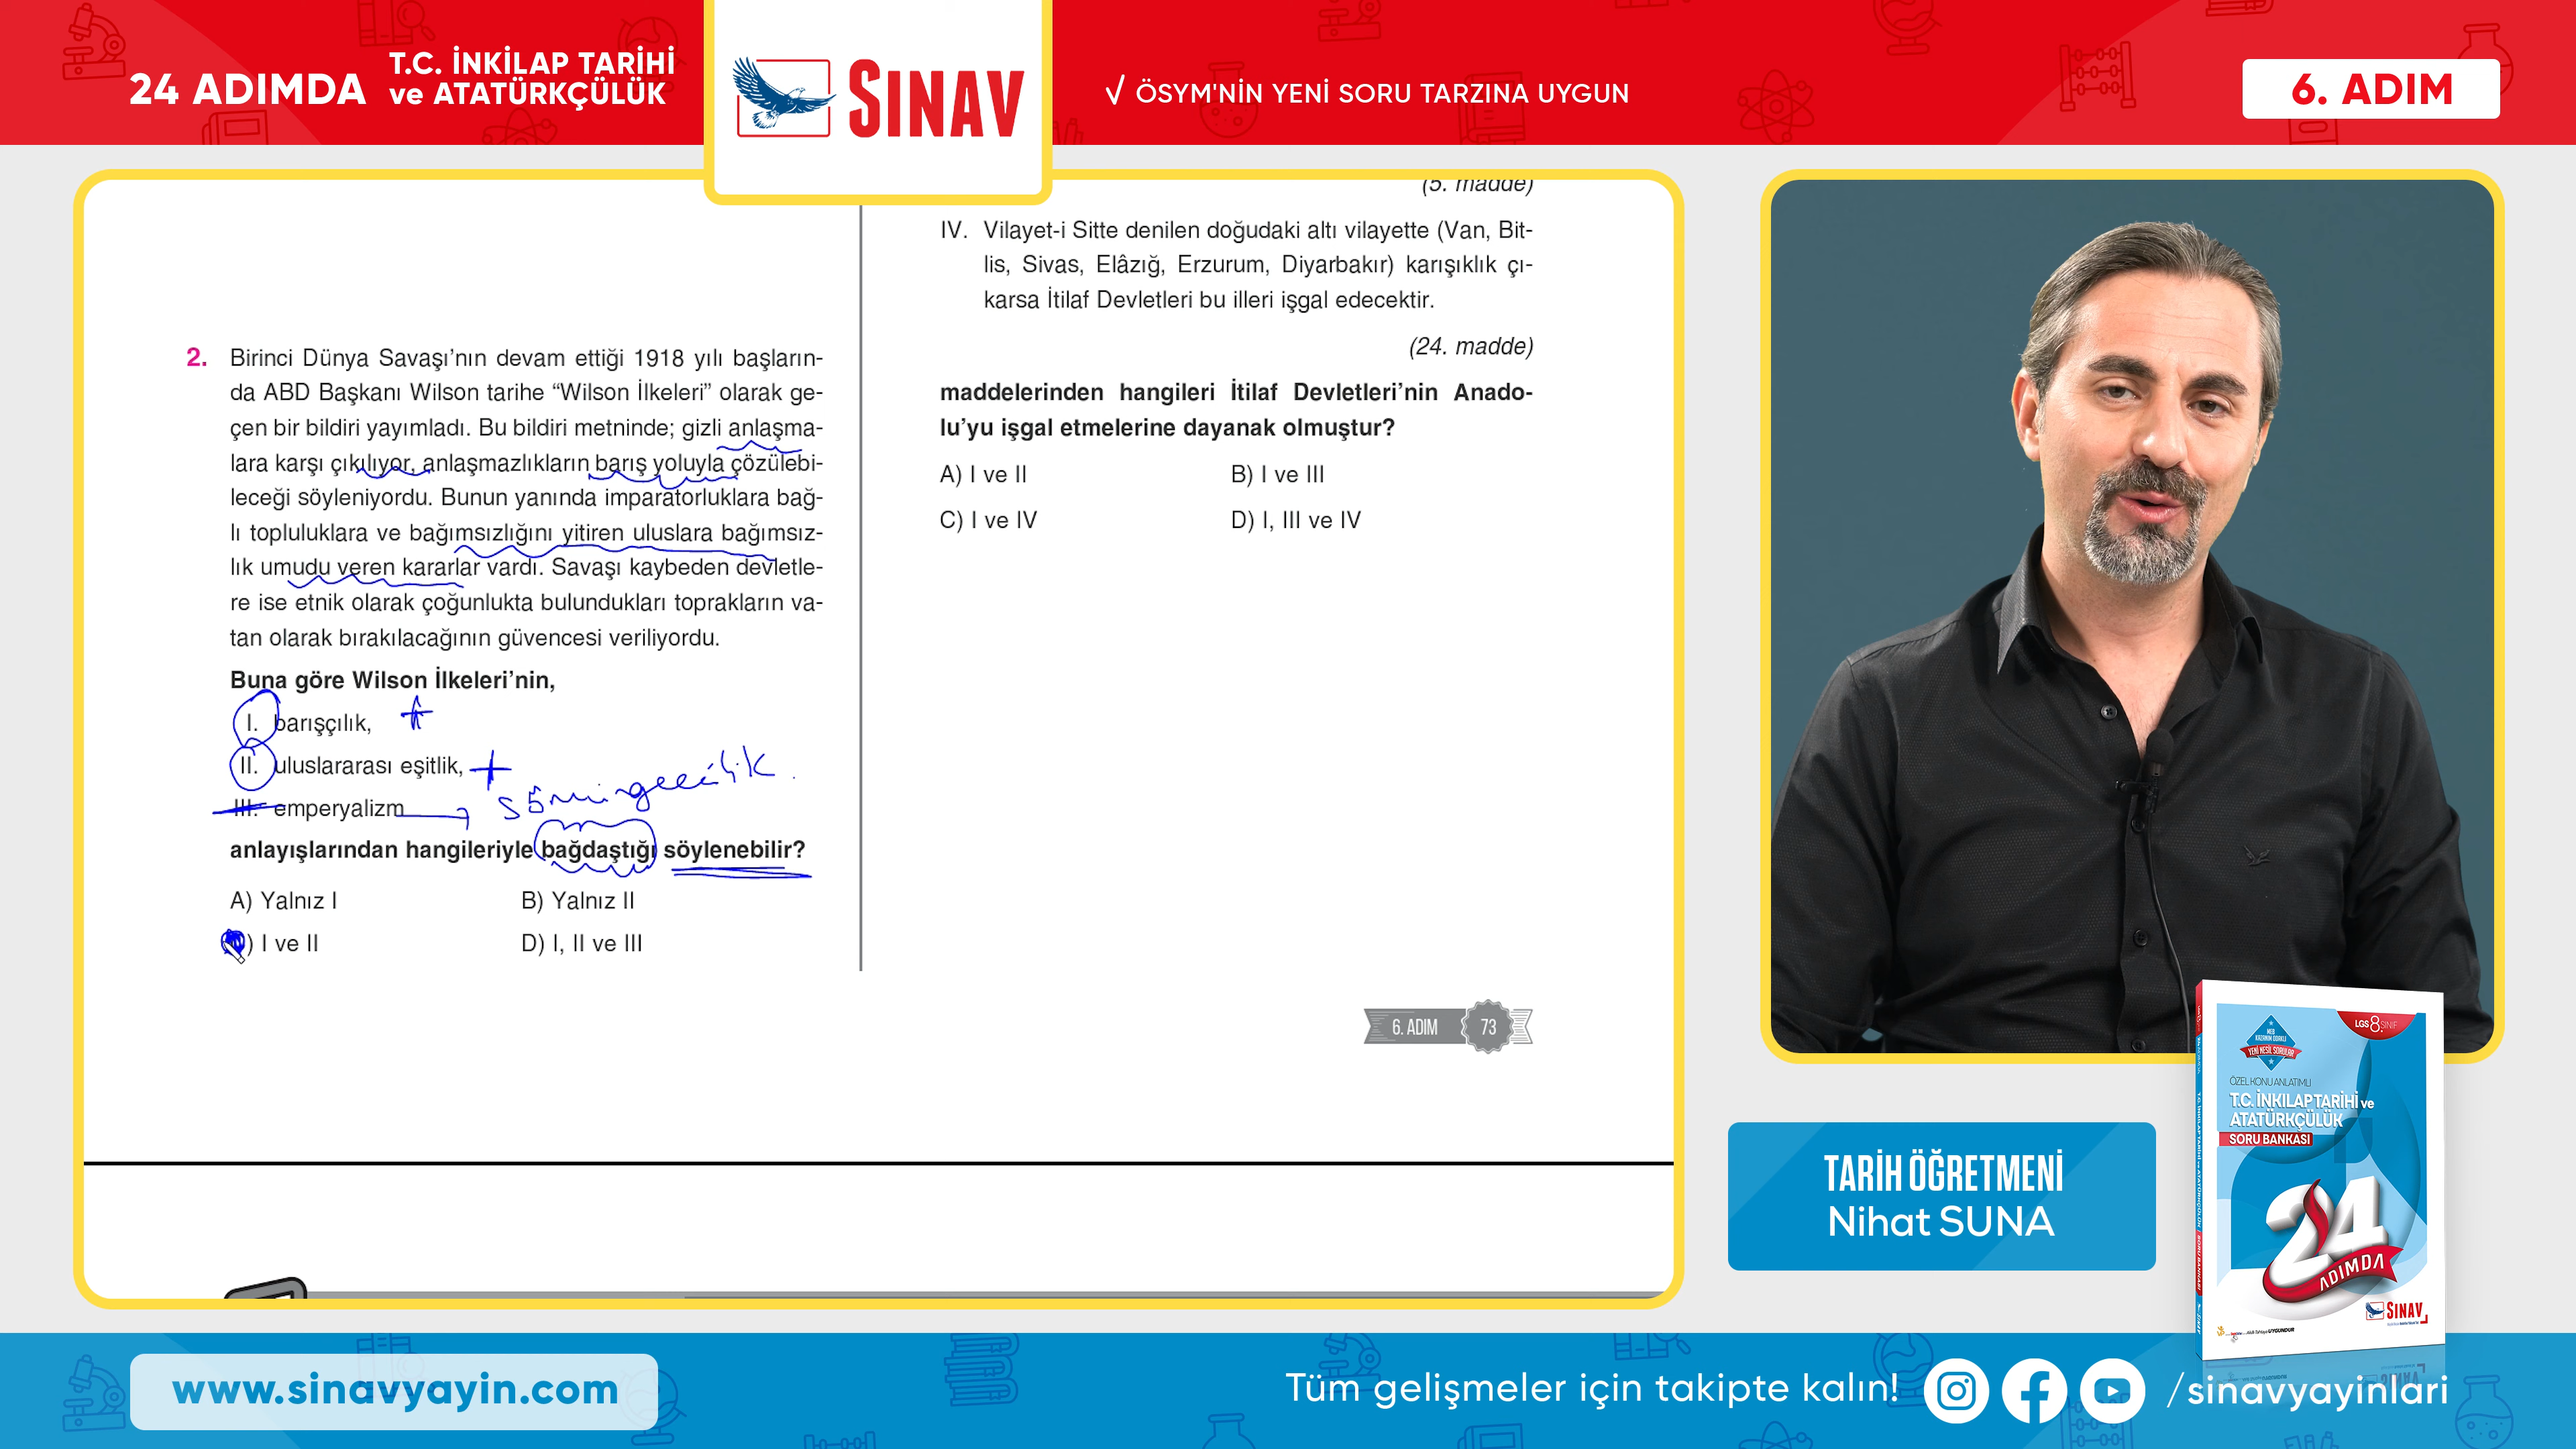 24 ADIMDA
T.C. İNKİLAP TARİHİ
ve ATATÜRKÇÜLÜK
SINAV
√ ÖSYM'NİN YENİ SORU TARZINA UYGUN
6. ADIM
2. Birinci Dünya Savaşı’nın devam ettiği 1918 yılı başların-
da ABD Başkanı Wilson tarihe “Wilson İlkeleri” olarak ge-
çen bir bildiri yayımladı. Bu bildiri metninde; gizli anlaşma-
lara karşı çıkılıyor, anlaşmazlıkların barış yoluyla çözülebi-
leceği söyleniyordu. Bunun yanında imparatorluklara bağ-
lı topluluklara ve bağımsızlığını yitiren uluslara bağımsız-
lık umudu veren kararlar vardı. Savaşı kaybeden devletle-
re ise etnik olarak çoğunlukta bulundukları toprakların va-
tan olarak bırakılacağının güvencesi veriliyordu.
Buna göre Wilson İlkeleri’nin,
I. barışçılık, +
II. uluslararası eşitlik, +
III. emperyalizm → sömürgecilik
anlayışlarından hangileriyle bağdaştığı söylenebilir?
A) Yalnız I B) Yalnız II
) I ve II D) I, II ve III
(5. madde)
IV. Vilayet-i Sitte denilen doğudaki altı vilayette (Van, Bit-
lis, Sivas, Elâzığ, Erzurum, Diyarbakır) karışıklık çı-
karsa İtilaf Devletleri bu illeri işgal edecektir.
(24. madde)
maddelerinden hangileri İtilaf Devletleri’nin Anado-
lu’yu işgal etmelerine dayanak olmuştur?
A) I ve II B) I ve III
C) I ve IV D) I, III ve IV
6. ADIM 73
TARİH ÖĞRETMENİ
Nihat SUNA
LGS 8. SINIF
YENİ NESİL SORULAR
ÖZEL KONU ANLATIMLI
T.C. İNKILAP TARİHİ ve
ATATÜRKÇÜLÜK
SORU BANKASI
24
ADIMDA
SINAV
www.sinavyayin.com
Tüm gelişmeler için takipte kalın!
/sinavyayinlari